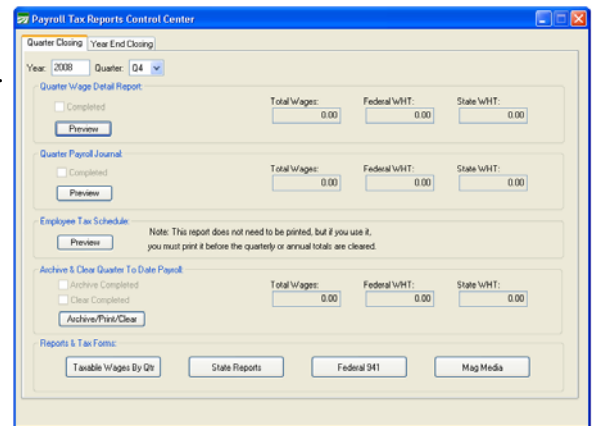 Payroll Tax Reports Control Center
Quarter Closing Year End Closing
Year: 2008 Quarter: Q4
Quarter Wage Detail Report:
Completed
Total Wages: Federal WHT: State WHT:
0.00 0.00 0.00
Preview
Quarter Payroll Journal:
Completed
Total Wages: Federal WHT: State WHT:
0.00 0.00 0.00
Preview
Employee Tax Schedule:
Preview
Note: This report does not need to be printed, but if you use it,
you must print it before the quarterly or annual totals are cleared.
Archive & Clear Quarter To Date Payroll:
Archive Completed
Clear Completed
Total Wages: Federal WHT: State WHT:
0.00 0.00 0.00
Archive/Print/Clear
Reports & Tax Forms:
Taxable Wages By Qtr State Reports Federal 941 Mag Media